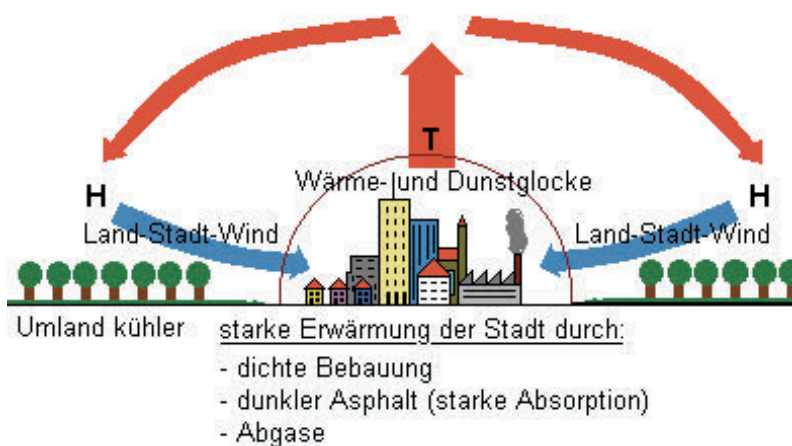 T
Wärme- und Dunstglocke
H
H
Land-Stadt-Wind
Land-Stadt-Wind
Umland kühler
starke Erwärmung der Stadt durch:
- dichte Bebauung
- dunkler Asphalt (starke Absorption)
- Abgase